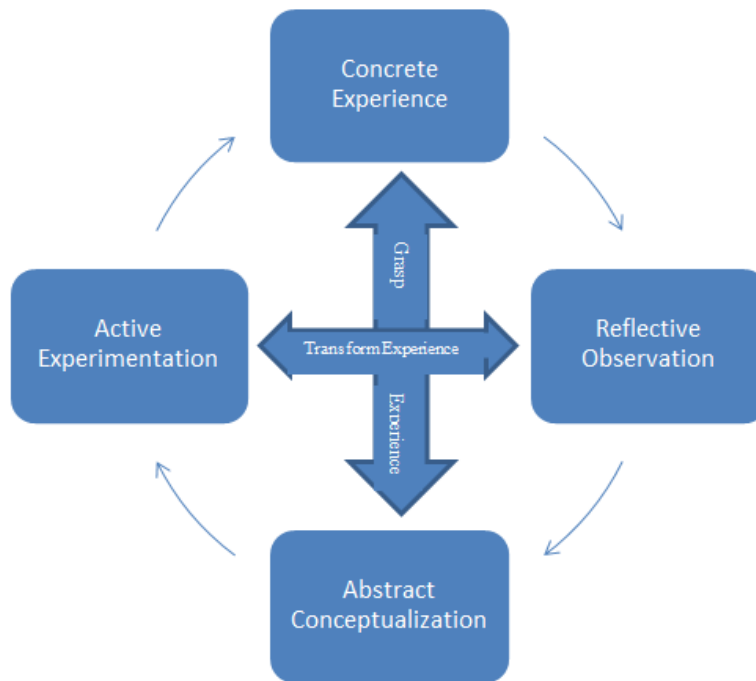 Concrete
Experience
Grasp
Active
Experimentation
Transform Experience
Reflective
Observation
Experience
Abstract
Conceptualization